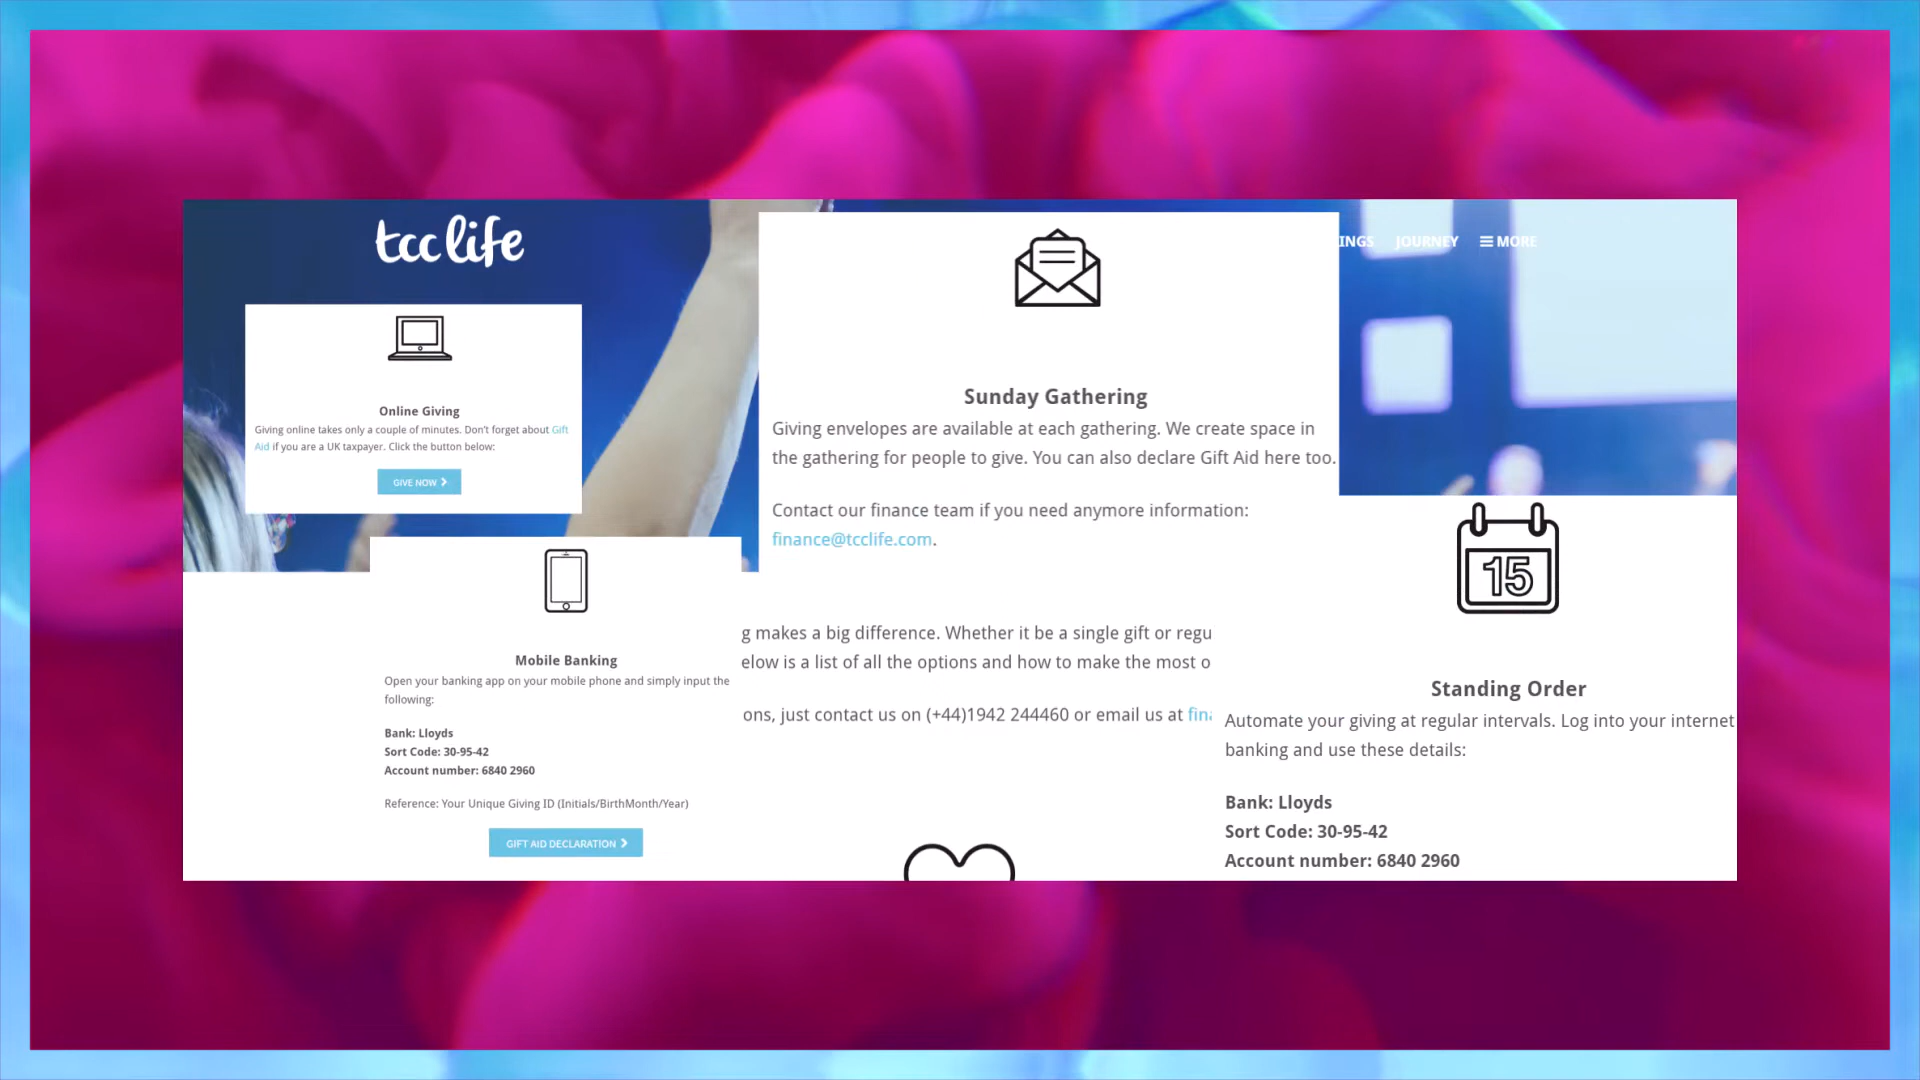 tcc life
INGS JOURNEY MORE
Online Giving
Giving online takes only a couple of minutes. Don't forget about Gift
Aid if you are a UK taxpayer. Click the button below:
GIVE NOW
Sunday Gathering
Giving envelopes are available at each gathering. We create space in
the gathering for people to give. You can also declare Gift Aid here too.
Contact our finance team if you need anymore information:
finance@tcclife.com.
g makes a big difference. Whether it be a single gift or regu
elow is a list of all the options and how to make the most o
ons, just contact us on (+44)1942 244460 or email us at fina
Mobile Banking
Open your banking app on your mobile phone and simply input the
following:
Bank: Lloyds
Sort Code: 30-95-42
Account number: 6840 2960
Reference: Your Unique Giving ID (Initials/BirthMonth/Year)
GIFT AID DECLARATION
15
Standing Order
Automate your giving at regular intervals. Log into your internet
banking and use these details:
Bank: Lloyds
Sort Code: 30-95-42
Account number: 6840 2960